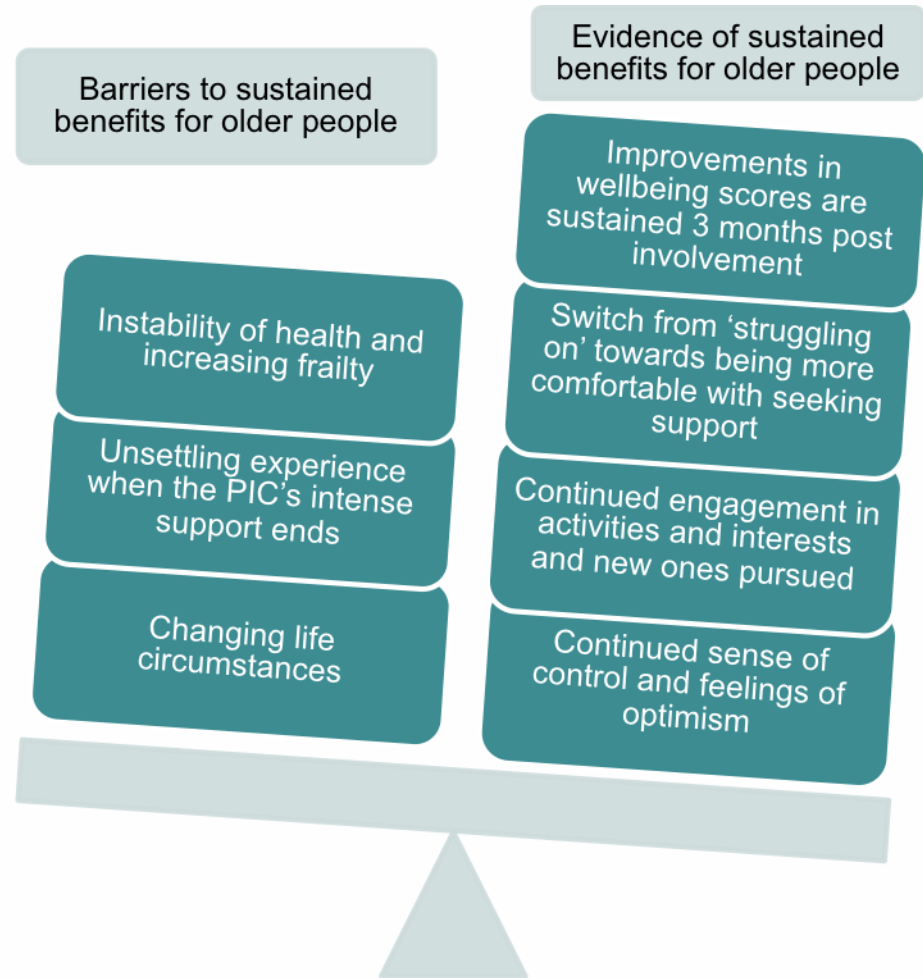 Barriers to sustained
benefits for older people
Evidence of sustained
benefits for older people
Instability of health and
increasing frailty
Unsettling experience
when the PIC’s intense
support ends
Changing life
circumstances
Improvements in
wellbeing scores are
sustained 3 months post
involvement
Switch from ‘struggling
on’ towards being more
comfortable with seeking
support
Continued engagement in
activities and interests
and new ones pursued
Continued sense of
control and feelings of
optimism